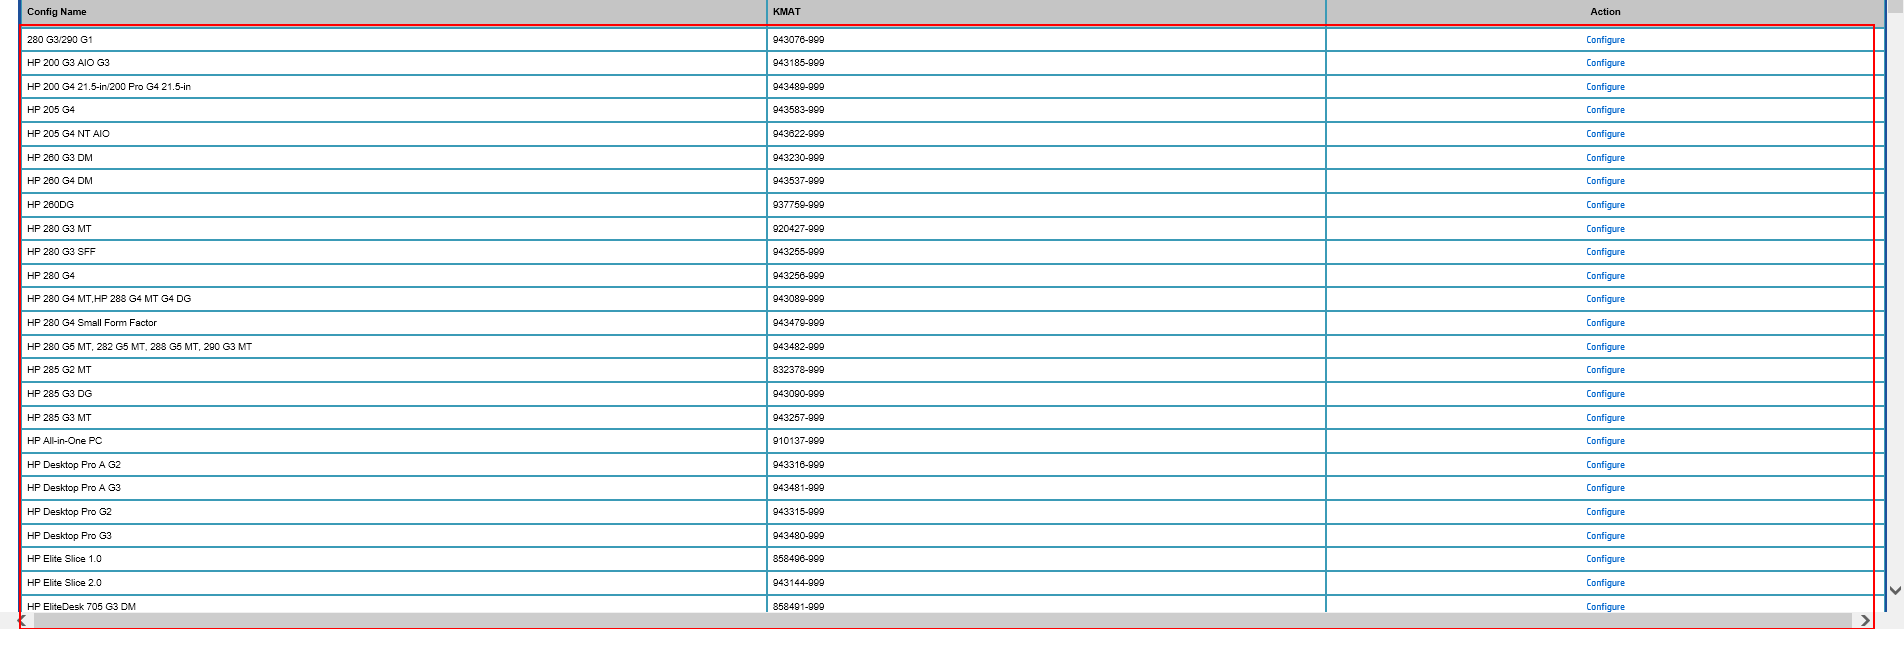 Config Name KMAT Action
280 G3/290 G1 943076-999 Configure
HP 200 G3 AIO G3 943185-999 Configure
HP 200 G4 21.5-in/200 Pro G4 21.5-in 943489-999 Configure
HP 205 G4 943583-999 Configure
HP 205 G4 NT AIO 943622-999 Configure
HP 260 G3 DM 943230-999 Configure
HP 260 G4 DM 943537-999 Configure
HP 260DG 937759-999 Configure
HP 280 G3 MT 920427-999 Configure
HP 280 G3 SFF 943255-999 Configure
HP 280 G4 943256-999 Configure
HP 280 G4 MT,HP 288 G4 MT G4 DG 943089-999 Configure
HP 280 G4 Small Form Factor 943479-999 Configure
HP 280 G5 MT, 282 G5 MT, 288 G5 MT, 290 G3 MT 943482-999 Configure
HP 285 G2 MT 832378-999 Configure
HP 285 G3 DG 943090-999 Configure
HP 285 G3 MT 943257-999 Configure
HP All-in-One PC 910137-999 Configure
HP Desktop Pro A G2 943316-999 Configure
HP Desktop Pro A G3 943481-999 Configure
HP Desktop Pro G2 943315-999 Configure
HP Desktop Pro G3 943480-999 Configure
HP Elite Slice 1.0 858496-999 Configure
HP Elite Slice 2.0 943144-999 Configure
HP EliteDesk 705 G3 DM 858491-999 Configure